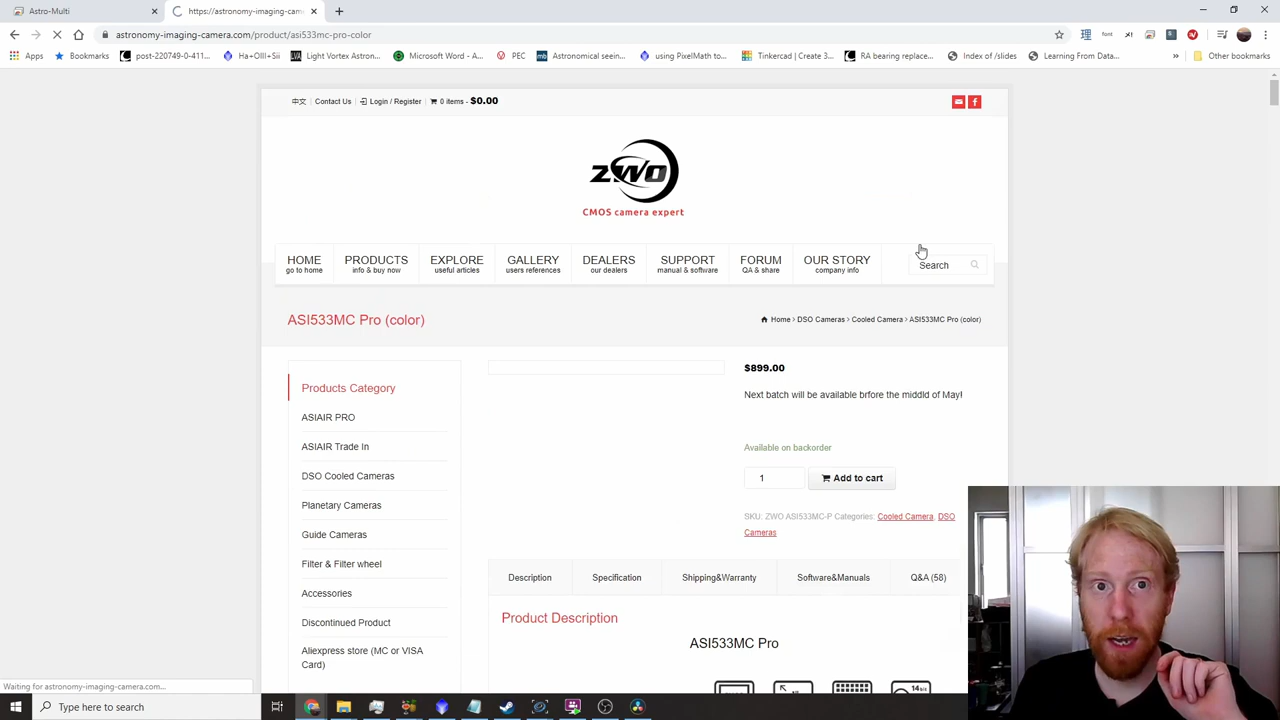 Astro-Multi
https://astronomy-imaging-cam
astronomy-imaging-camera.com/product/asi533mc-pro-color
Apps
Bookmarks
post-220749-0-411...
Ha+OIII+Sii
Light Vortex Astron...
Microsoft Word - A...
PEC
Astronomical seein...
using PixelMath to...
Tinkercad | Create 3...
RA bearing replace...
Index of /slides
Learning From Data...
»
Other bookmarks
中文
Contact Us
Login / Register
0 items - $0.00
ZWO
CMOS camera expert
HOME
go to home
PRODUCTS
info & buy now
EXPLORE
useful articles
GALLERY
users references
DEALERS
our dealers
SUPPORT
manual & software
FORUM
QA & share
OUR STORY
company info
Search
ASI533MC Pro (color)
Home › DSO Cameras › Cooled Camera › ASI533MC Pro (color)
Products Category
ASIAIR PRO
ASIAIR Trade In
DSO Cooled Cameras
Planetary Cameras
Guide Cameras
Filter & Filter wheel
Accessories
Discontinued Product
Aliexpress store (MC or VISA
Card)
$899.00
Next batch will be available brfore the middld of May!
Available on backorder
1
Add to cart
SKU: ZWO ASI533MC-P Categories: Cooled Camera, DSO
Cameras
Description
Specification
Shipping&Warranty
Software&Manuals
Q&A (58)
Product Description
ASI533MC Pro
Waiting for astronomy-imaging-camera.com...
Type here to search